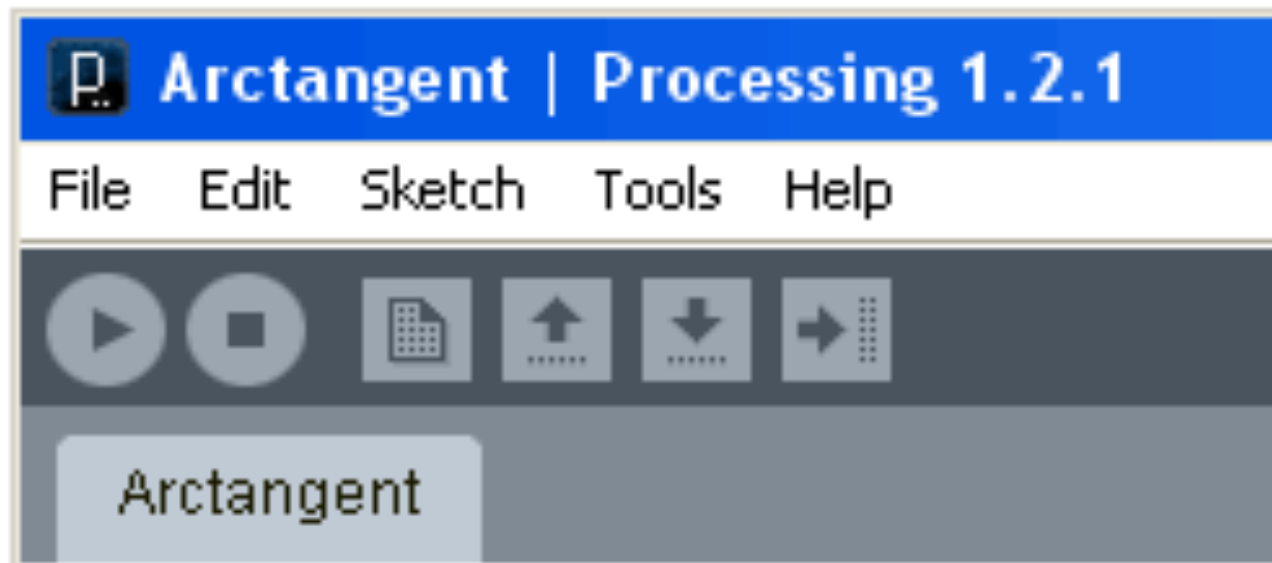 Arctangent | Processing 1.2.1
File Edit Sketch Tools Help
Arctangent